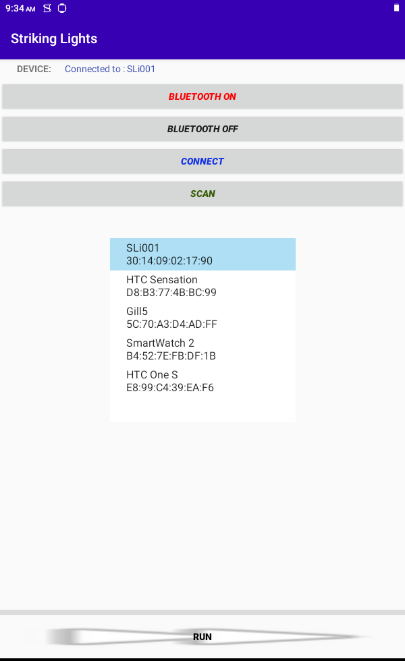 9:34 AM
Striking Lights
DEVICE: Connected to : SLi001
BLUETOOTH ON
BLUETOOTH OFF
CONNECT
SCAN
SLi001
30:14:09:02:17:90
HTC Sensation
D8:B3:77:4B:BC:99
Gill5
5C:70:A3:D4:AD:FF
SmartWatch 2
B4:52:7E:FB:DF:1B
HTC One S
E8:99:C4:39:EA:F6
RUN